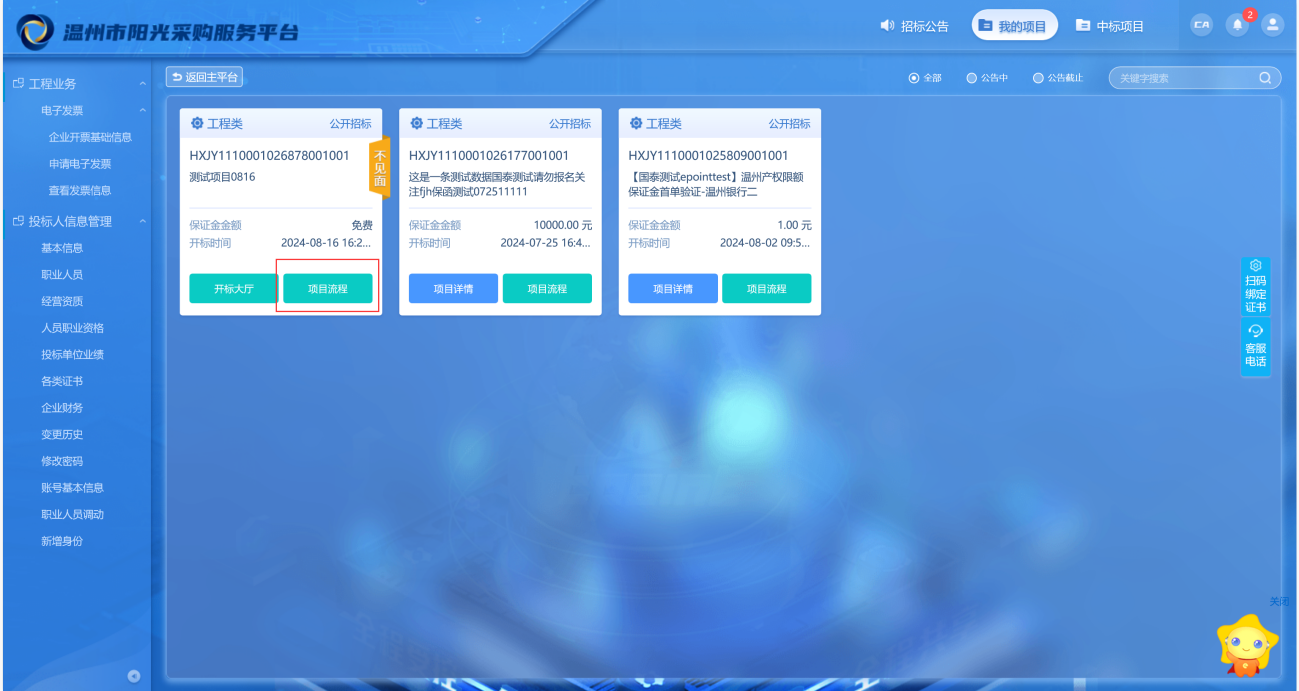 温州市阳光采购服务平台
招标公告
我的项目
中标项目
CA
2
工程业务
电子发票
企业开票基础信息
申请电子发票
查看发票信息
投标人信息管理
基本信息
职业人员
经营资质
人员职业资格
投标单位业绩
各类证书
企业财务
变更历史
修改密码
账号基本信息
职业人员调动
新增身份
返回主平台
全部
公告中
公告截止
关键字搜索
工程类
公开招标
HXJY1110001026878001001
测试项目0816
不见面
保证金金额
免费
开标时间
2024-08-16 16:2...
开标大厅
项目流程
工程类
公开招标
HXJY1110001026177001001
这是一条测试数据国泰测试请勿报名关
注fjh保函测试072511111
保证金金额
10000.00 元
开标时间
2024-07-25 16:4...
项目详情
项目流程
工程类
公开招标
HXJY1110001025809001001
【国泰测试epointtest】温州产权限额
保证金首单验证-温州银行二
保证金金额
1.00 元
开标时间
2024-08-02 09:5...
项目详情
项目流程
扫码
绑定
证书
客服
电话
关闭